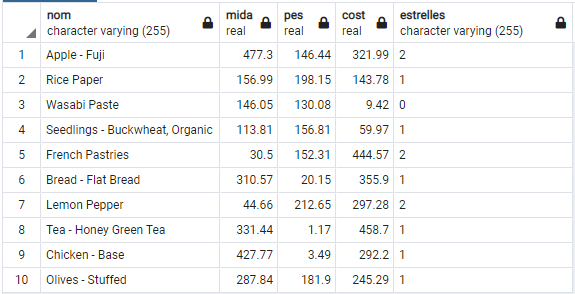 nom mida pes cost estrelles
character varying (255) real real real character varying (255)
1 Apple - Fuji 477.3 146.44 321.99 2
2 Rice Paper 156.99 198.15 143.78 1
3 Wasabi Paste 146.05 130.08 9.42 0
4 Seedlings - Buckwheat, Organic 113.81 156.81 59.97 1
5 French Pastries 30.5 152.31 444.57 2
6 Bread - Flat Bread 310.57 20.15 355.9 1
7 Lemon Pepper 44.66 212.65 297.28 2
8 Tea - Honey Green Tea 331.44 1.17 458.7 1
9 Chicken - Base 427.77 3.49 292.2 1
10 Olives - Stuffed 287.84 181.9 245.29 1